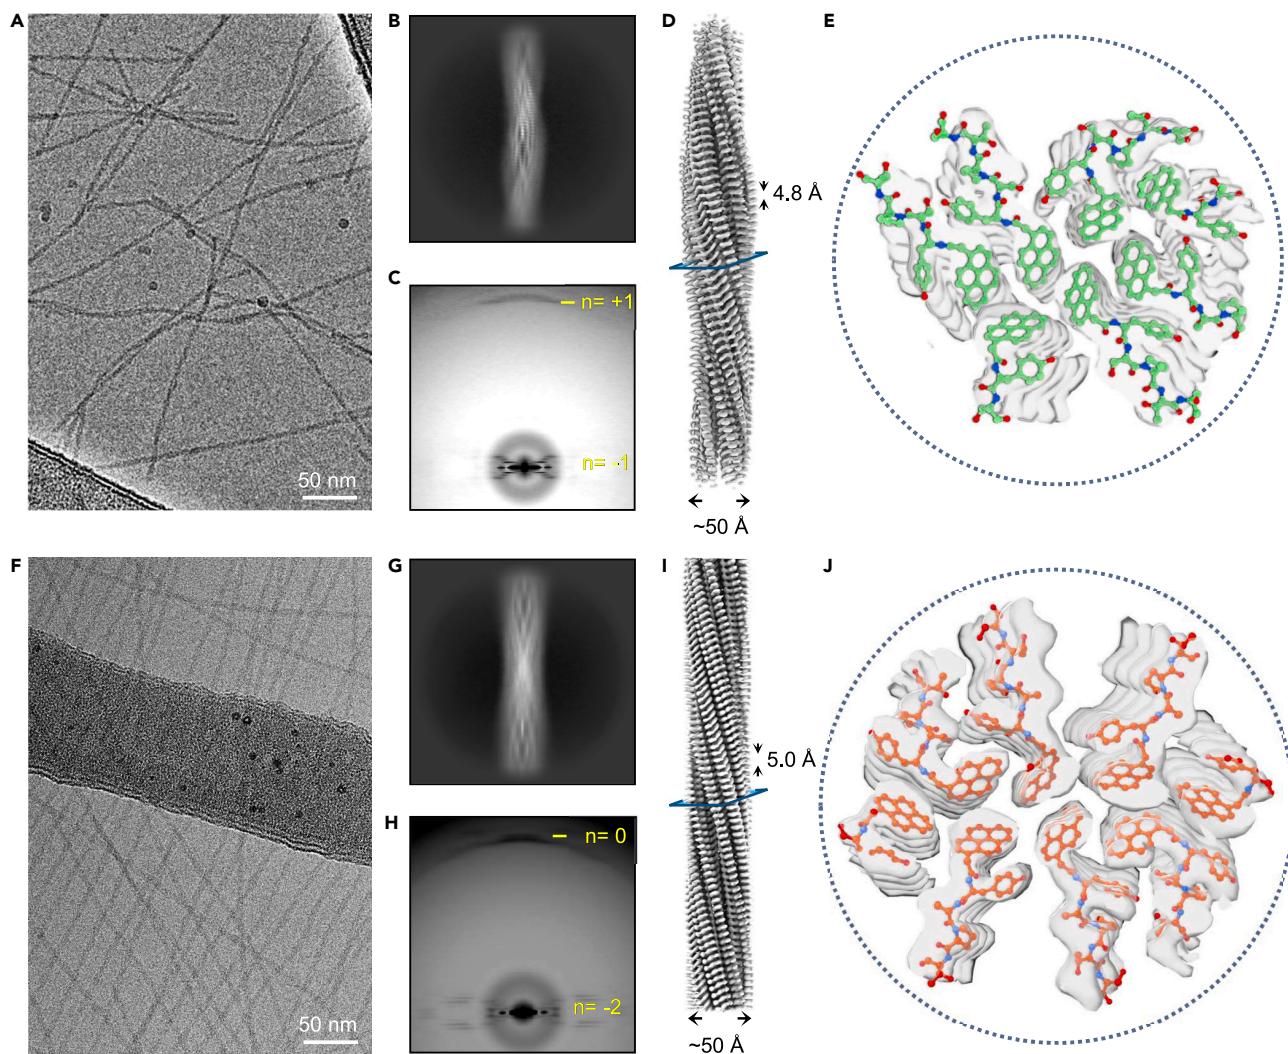 A
B
D
E
4.8 Å
C
n= +1
n= -1
50 nm
~50 Å
F
G
I
J
5.0 Å
H
n= 0
n= -2
50 nm
~50 Å